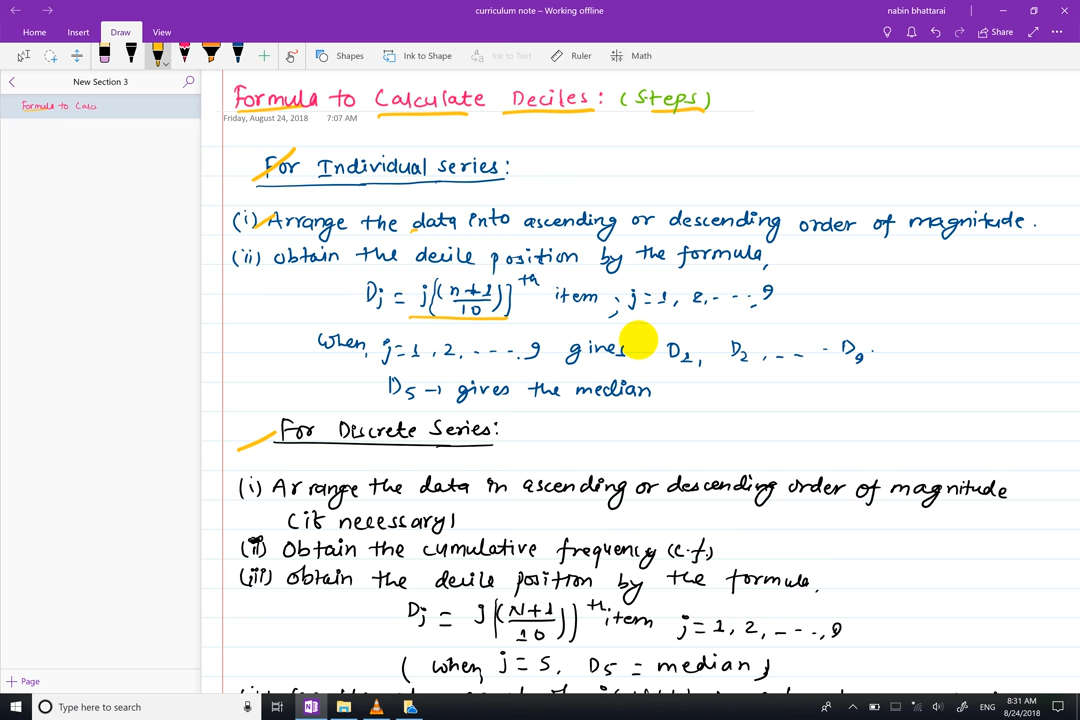 curriculum note – Working offline
nabin bhattarai
Home Insert Draw View
Share
Shapes Ink to Shape Ink to Text Ruler Math
New Section 3
Formula to Calcu
Formula to Calculate Deciles: (Steps)
Friday, August 24, 2018 7:07 AM
For Individual series:
(i) Arrange the data into ascending or descending order of magnitude.
(ii) obtain the decile position by the formula,
Dj = j[(n+1/10)]th item ; j=1, 2, ----, 9
When, j=1, 2, ----, 9 gives D1, D2, --- - D9.
D5 → gives the median
For Discrete Series:
(i) Arrange the data in ascending or descending order of magnitude
(if necessary)
(ii) Obtain the cumulative frequency (c.f.)
(iii) obtain the decile position by the formula,
Dj = j[(N+1/10)]th item j=1, 2, ----, 9
( when j=5, D5 = median)
Page
Type here to search
ENG
8:31 AM
8/24/2018